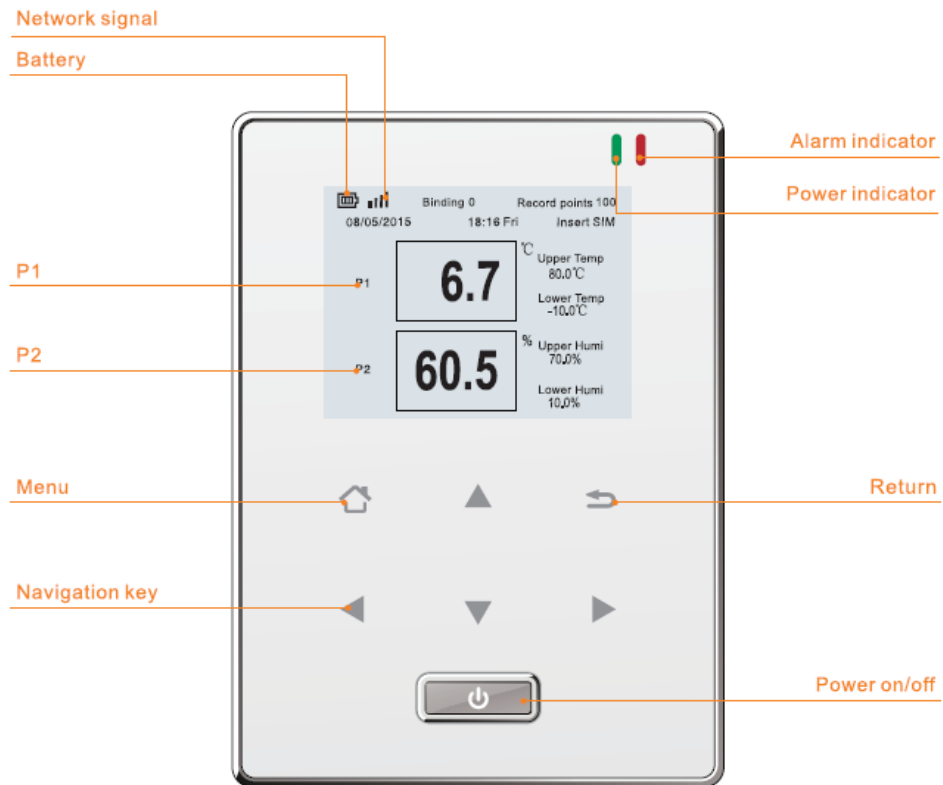 Network signal
Battery
Alarm indicator
Power indicator
Binding 0 Record points 100
08/05/2015 18:16 Fri Insert SIM
P1
P1
6.7
℃
Upper Temp
80.0℃
Lower Temp
-10.0℃
P2
P2
60.5
%
Upper Humi
70.0%
Lower Humi
10.0%
Menu
Return
Navigation key
Power on/off